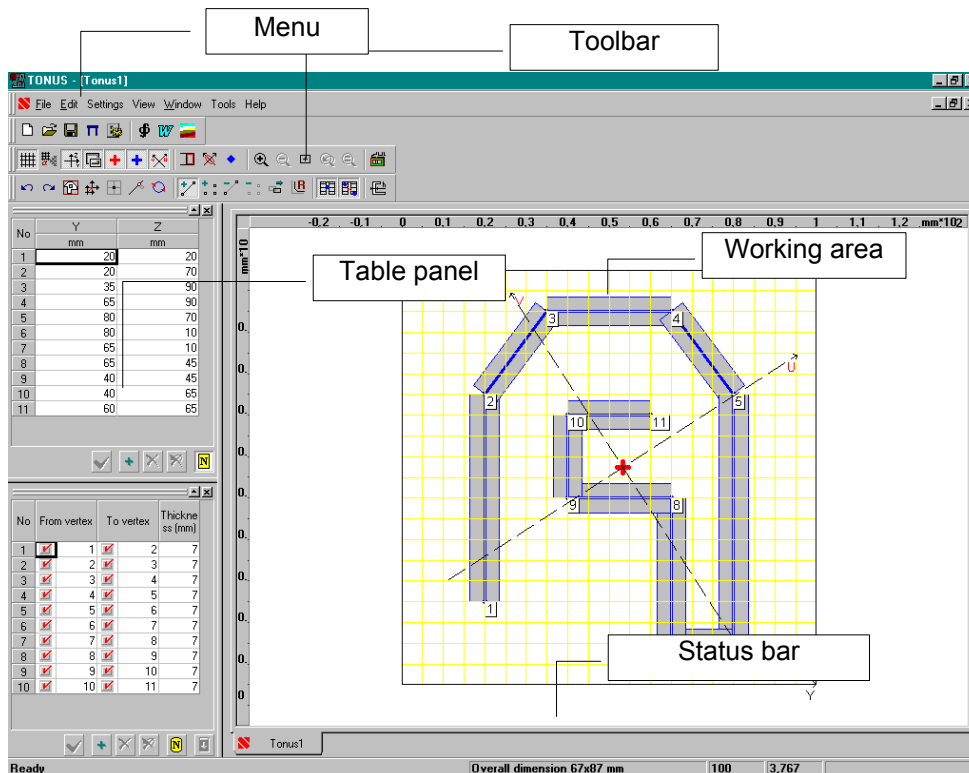 Menu
Toolbar
TONUS - [Tonus1]
File Edit Settings View Window Tools Help
No Y Z
mm mm
1 20 20
2 20 70
3 35 90
4 65 90
5 80 70
6 80 10
7 65 10
8 65 45
9 40 45
10 40 65
11 60 65
Table panel
N
No From vertex To vertex Thickne
ss (mm)
1 1 2 7
2 2 3 7
3 3 4 7
4 4 5 7
5 5 6 7
6 6 7 7
7 7 8 7
8 8 9 7
9 9 10 7
10 10 11 7
N
-0.2 -0.1 0 0.1 0.2 0.3 0.4 0.5 0.6 0.7 0.8 0.9 1 1.1 1.2 mm*102
mm*10
Working area
V
3 4
U
2 5
10 11
9 8
1
Status bar
0
Y
Tonus1
Ready Overall dimension 67x87 mm 100 3.767